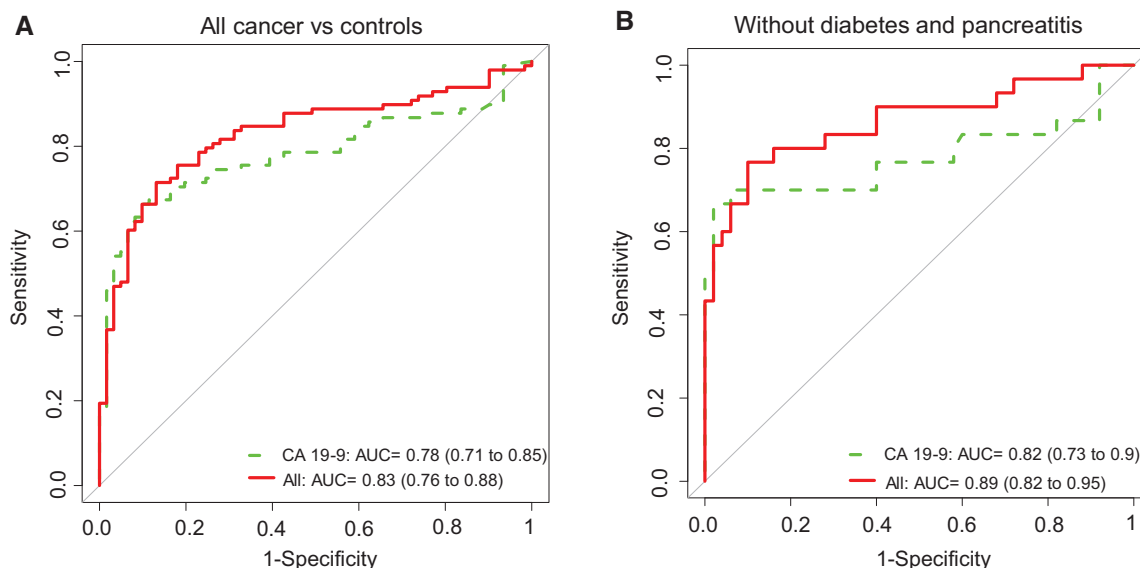 A
All cancer vs controls
Sensitivity
1.0
0.8
0.6
0.4
0.2
0.0
CA 19-9: AUC= 0.78 (0.71 to 0.85)
All: AUC= 0.83 (0.76 to 0.88)
0.0 0.2 0.4 0.6 0.8 1
1-Specificity
B
Without diabetes and pancreatitis
Sensitivity
1.0
0.8
0.6
0.4
0.2
0.0
CA 19-9: AUC= 0.82 (0.73 to 0.9)
All: AUC= 0.89 (0.82 to 0.95)
0.0 0.2 0.4 0.6 0.8 1
1-Specificity